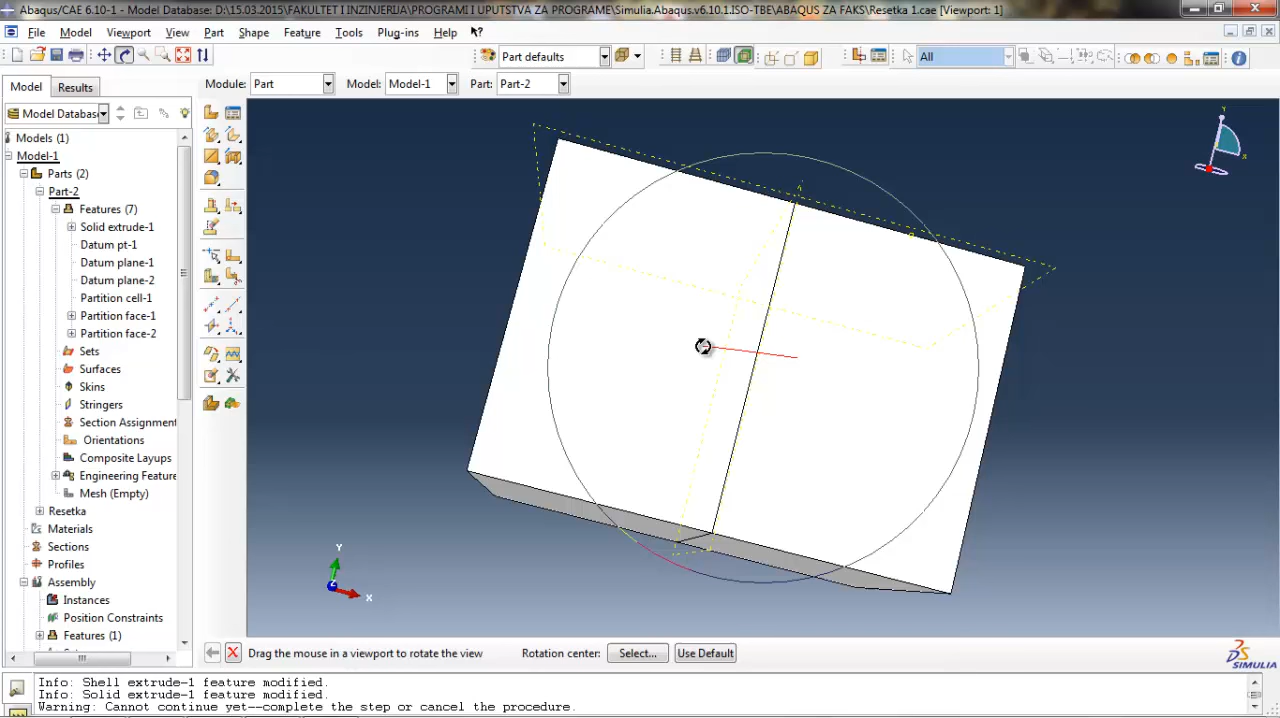 Abaqus/CAE 6.10-1 - Model Database: D:\15.03.2015\FAKULTET I INZINJERIJA\PROGRAMI I UPUTSTVA ZA PROGRAME\Simulia.Abaqus.v6.10.1.ISO-TBE\ABAQUS ZA FAKS\Resetka 1.cae [Viewport: 1]
File Model Viewport View Part Shape Feature Tools Plug-ins Help
Part defaults All
Model Results Module: Part Model: Model-1 Part: Part-2
Model Databas
Models (1)
Model-1
Parts (2)
Part-2
Features (7)
Solid extrude-1
Datum pt-1
Datum plane-1
Datum plane-2
Partition cell-1
Partition face-1
Partition face-2
Sets
Surfaces
Skins
Stringers
Section Assignment
Orientations
Composite Layups
Engineering Feature
Mesh (Empty)
Resetka
Materials
Sections
Profiles
Assembly
Instances
Position Constraints
Features (1)
Y
X
Z
Y
X
Drag the mouse in a viewport to rotate the view Rotation center: Select... Use Default
SIMULIA
Info: Shell extrude-1 feature modified.
Info: Solid extrude-1 feature modified.
Warning: Cannot continue yet--complete the step or cancel the procedure.